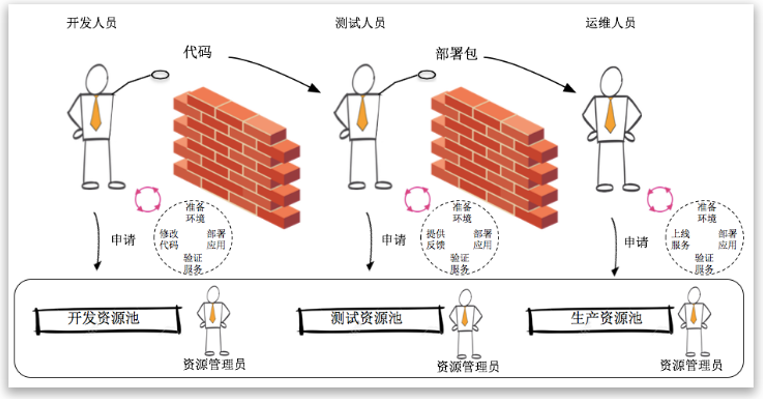 开发人员
测试人员
运维人员
代码
部署包
准备
环境
修改
代码
部署
应用
验证
服务
准备
环境
提供
反馈
部署
应用
验证
服务
准备
环境
上线
服务
部署
应用
验证
服务
申请
申请
申请
开发资源池
测试资源池
生产资源池
资源管理员
资源管理员
资源管理员